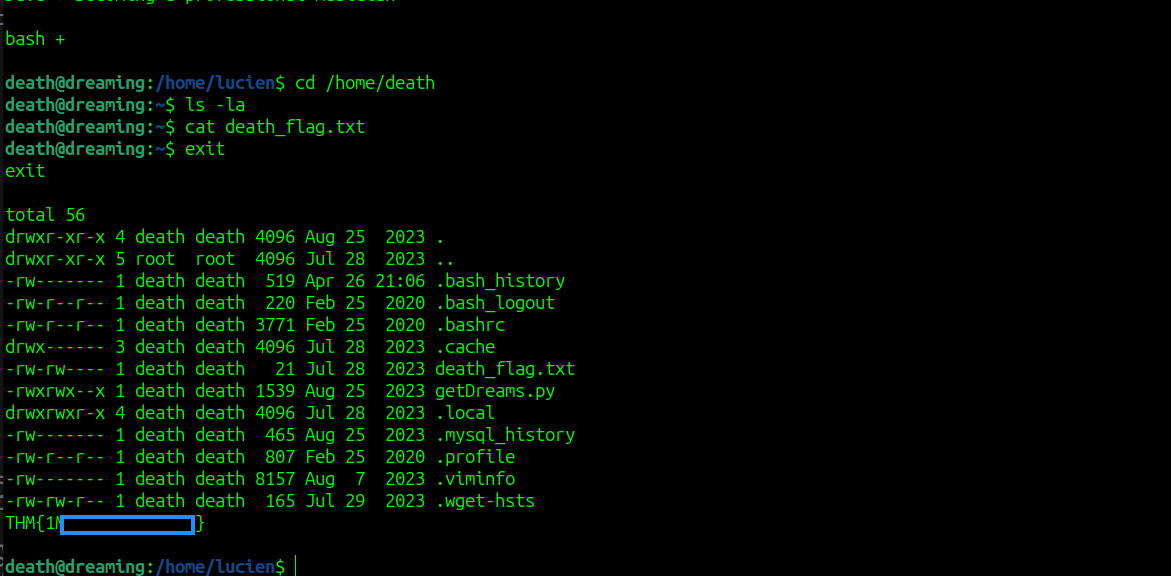 bash +
death@dreaming:/home/lucien$ cd /home/death
death@dreaming:~$ ls -la
death@dreaming:~$ cat death_flag.txt
death@dreaming:~$ exit
exit
total 56
drwxr-xr-x 4 death death 4096 Aug 25  2023 .
drwxr-xr-x 5 root  root  4096 Jul 28  2023 ..
-rw------- 1 death death  519 Apr 26 21:06 .bash_history
-rw-r--r-- 1 death death  220 Feb 25  2020 .bash_logout
-rw-r--r-- 1 death death 3771 Feb 25  2020 .bashrc
drwx------ 3 death death 4096 Jul 28  2023 .cache
-rw-rw---- 1 death death   21 Jul 28  2023 death_flag.txt
-rwxrwx--x 1 death death 1539 Aug 25  2023 getDreams.py
drwxrwxr-x 4 death death 4096 Jul 28  2023 .local
-rw------- 1 death death  465 Aug 25  2023 .mysql_history
-rw-r--r-- 1 death death  807 Feb 25  2020 .profile
-rw------- 1 death death 8157 Aug  7  2023 .viminfo
-rw-rw-r-- 1 death death  165 Jul 29  2023 .wget-hsts
THM{1M}
death@dreaming:/home/lucien$